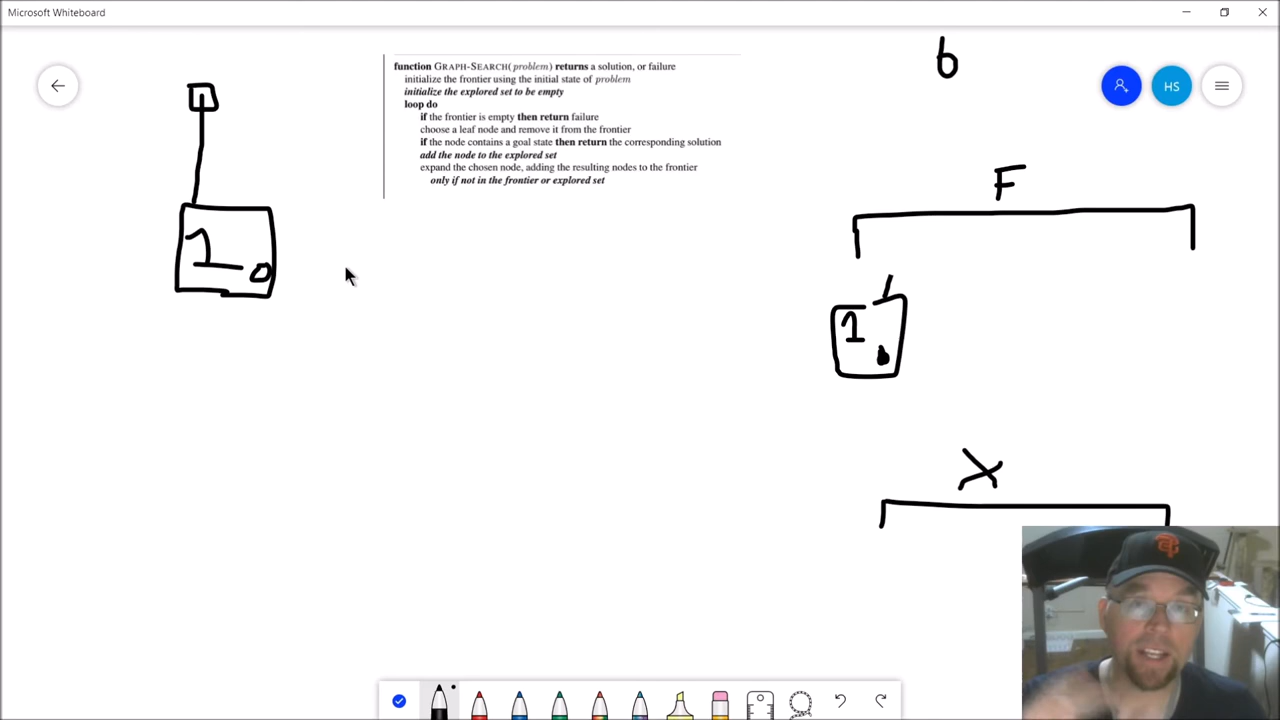 Microsoft Whiteboard
b
function GRAPH-SEARCH(problem) returns a solution, or failure
initialize the frontier using the initial state of problem
initialize the explored set to be empty
loop do
if the frontier is empty then return failure
choose a leaf node and remove it from the frontier
if the node contains a goal state then return the corresponding solution
add the node to the explored set
expand the chosen node, adding the resulting nodes to the frontier
only if not in the frontier or explored set
HS
F
1
0
1
X